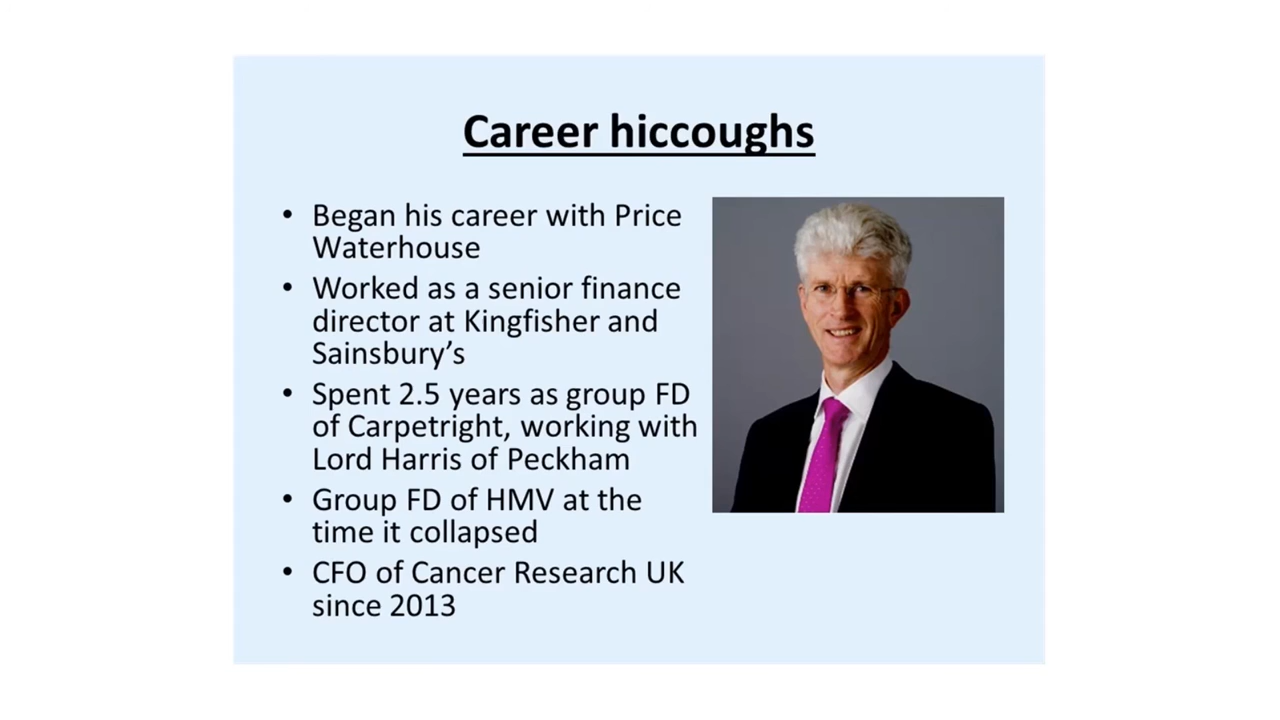 Career hiccoughs
• Began his career with Price
Waterhouse
• Worked as a senior finance
director at Kingfisher and
Sainsbury’s
• Spent 2.5 years as group FD
of Carpetright, working with
Lord Harris of Peckham
• Group FD of HMV at the
time it collapsed
• CFO of Cancer Research UK
since 2013